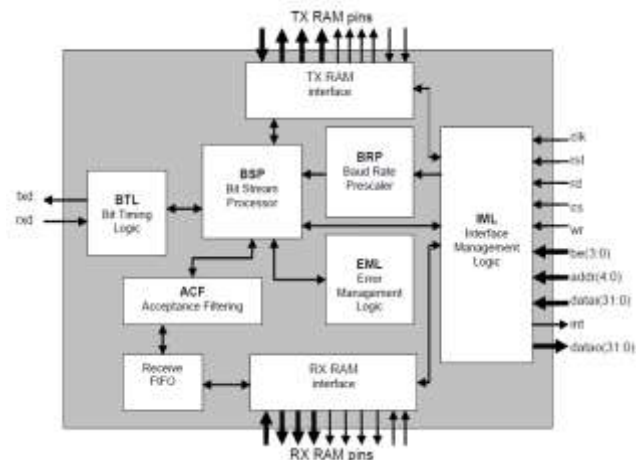 TX RAM pins
TX RAM
interface
BSP
Bit Stream
Processor
BRP
Baud Rate
Prescaler
BTL
Bit Timing
Logic
txd
rxd
IML
Interface
Management
Logic
clk
rst
rd
cs
wr
be(3:0)
addr(4:0)
datai(31:0)
int
datao(31:0)
EML
Error
Management
Logic
ACF
Acceptance Filtering
Receive
FIFO
RX RAM
interface
RX RAM pins